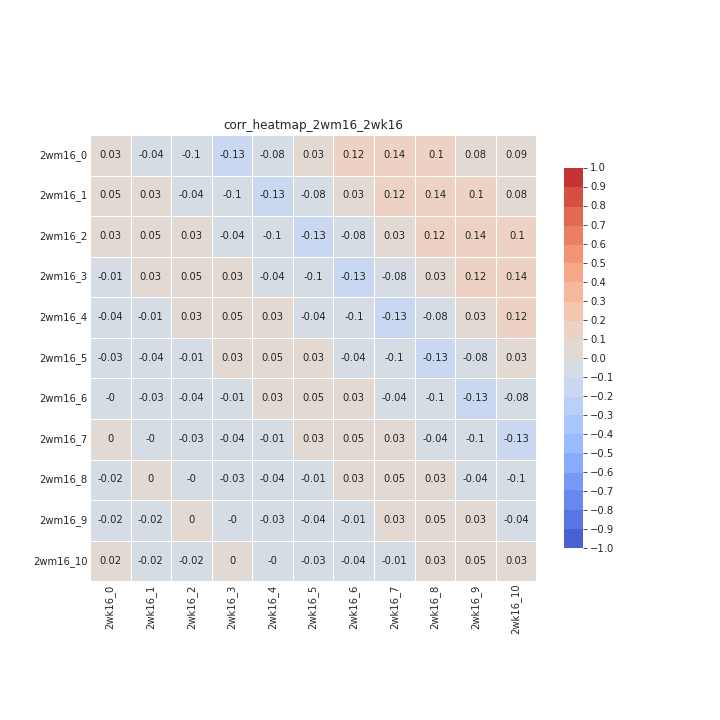 corr_heatmap_2wm16_2wk16
2wm16_0 0.03 -0.04 -0.1 -0.13 -0.08 0.03 0.12 0.14 0.1 0.08 0.09
2wm16_1 0.05 0.03 -0.04 -0.1 -0.13 -0.08 0.03 0.12 0.14 0.1 0.08
2wm16_2 0.03 0.05 0.03 -0.04 -0.1 -0.13 -0.08 0.03 0.12 0.14 0.1
2wm16_3 -0.01 0.03 0.05 0.03 -0.04 -0.1 -0.13 -0.08 0.03 0.12 0.14
2wm16_4 -0.04 -0.01 0.03 0.05 0.03 -0.04 -0.1 -0.13 -0.08 0.03 0.12
2wm16_5 -0.03 -0.04 -0.01 0.03 0.05 0.03 -0.04 -0.1 -0.13 -0.08 0.03
2wm16_6 -0 -0.03 -0.04 -0.01 0.03 0.05 0.03 -0.04 -0.1 -0.13 -0.08
2wm16_7 0 -0 -0.03 -0.04 -0.01 0.03 0.05 0.03 -0.04 -0.1 -0.13
2wm16_8 -0.02 0 -0 -0.03 -0.04 -0.01 0.03 0.05 0.03 -0.04 -0.1
2wm16_9 -0.02 -0.02 0 -0 -0.03 -0.04 -0.01 0.03 0.05 0.03 -0.04
2wm16_10 0.02 -0.02 -0.02 0 -0 -0.03 -0.04 -0.01 0.03 0.05 0.03
2wk16_0 2wk16_1 2wk16_2 2wk16_3 2wk16_4 2wk16_5 2wk16_6 2wk16_7 2wk16_8 2wk16_9 2wk16_10
1.0
0.9
0.8
0.7
0.6
0.5
0.4
0.3
0.2
0.1
0.0
−0.1
−0.2
−0.3
−0.4
−0.5
−0.6
−0.7
−0.8
−0.9
−1.0